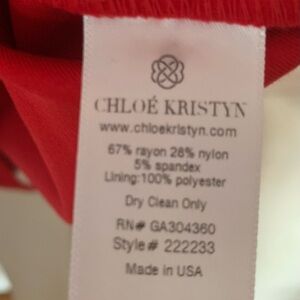 CHLOÉ KRISTYN
www.chloekristyn.com
67% rayon 28% nylon
5% spandex
Lining:100% polyester
Dry Clean Only
RN# GA304360
Style# 222233
Made in USA